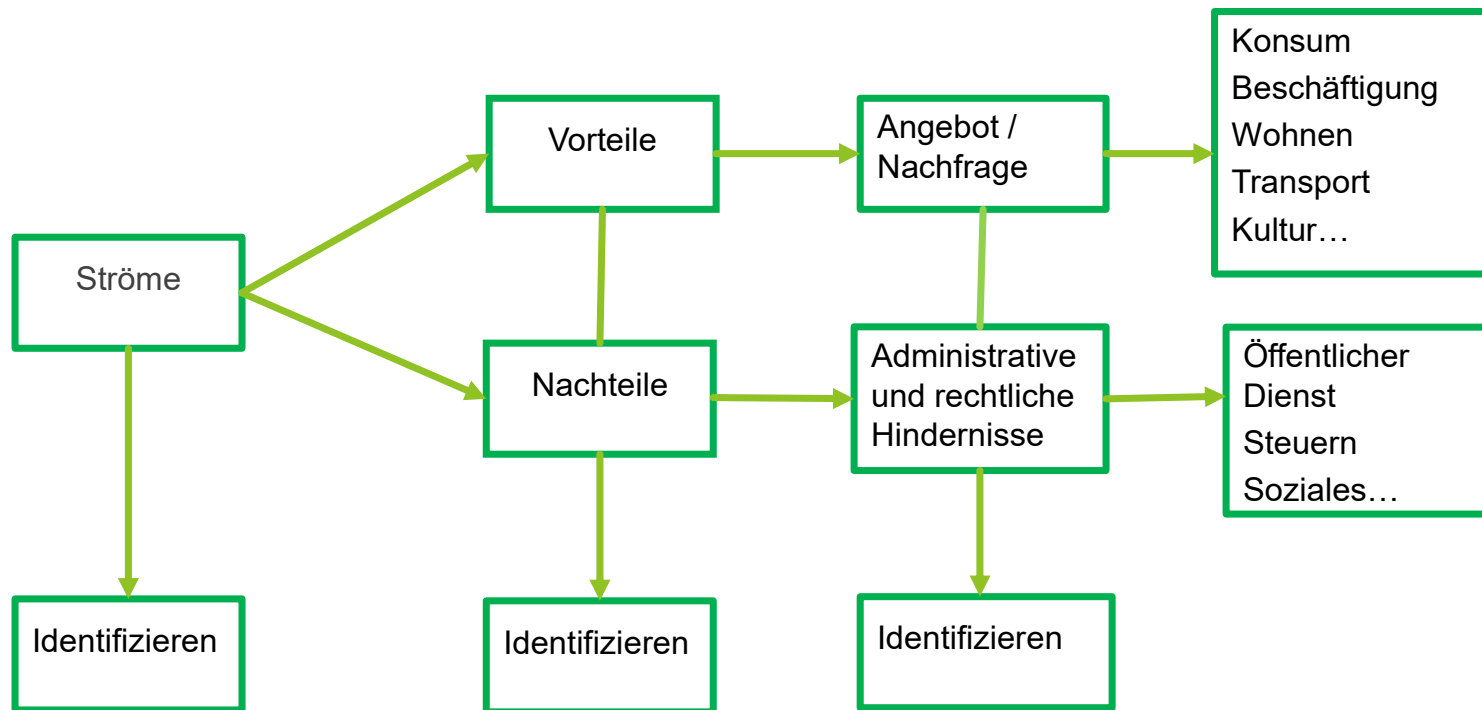 Konsum
Beschäftigung
Wohnen
Transport
Kultur…
Vorteile
Angebot /
Nachfrage
Ströme
Nachteile
Administrative
und rechtliche
Hindernisse
Öffentlicher
Dienst
Steuern
Soziales…
Identifizieren
Identifizieren
Identifizieren